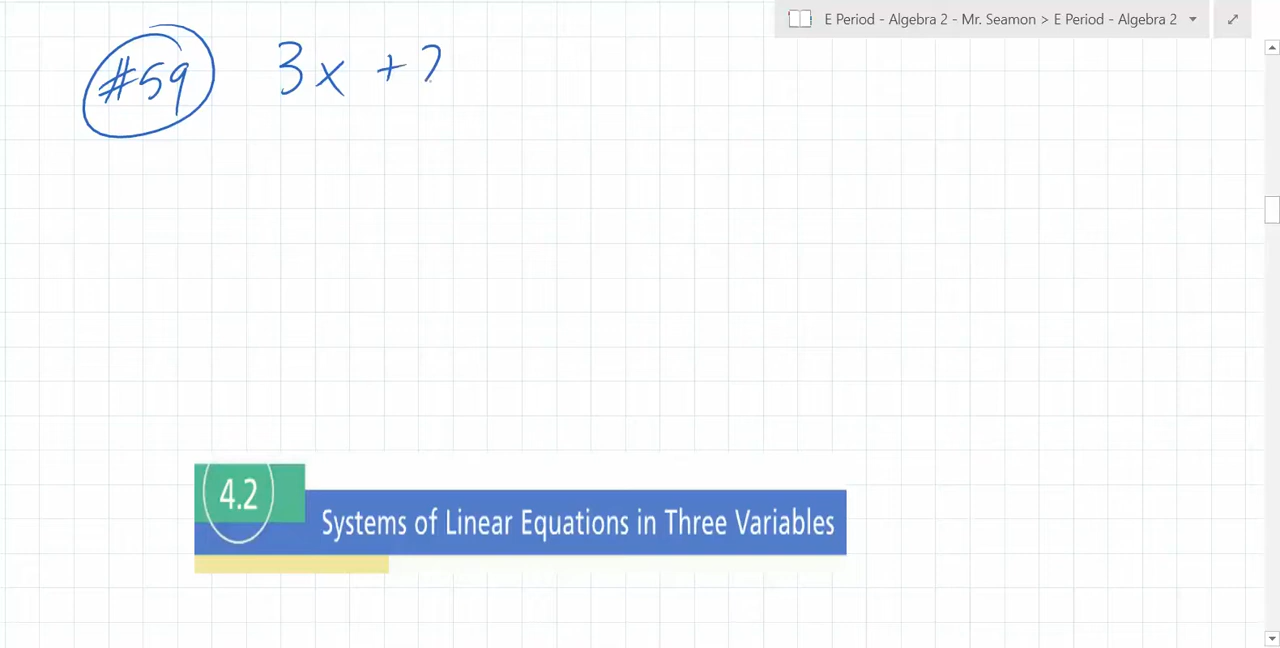 E Period - Algebra 2 - Mr. Seamon > E Period - Algebra 2
#59 3x + 2
4.2
Systems of Linear Equations in Three Variables